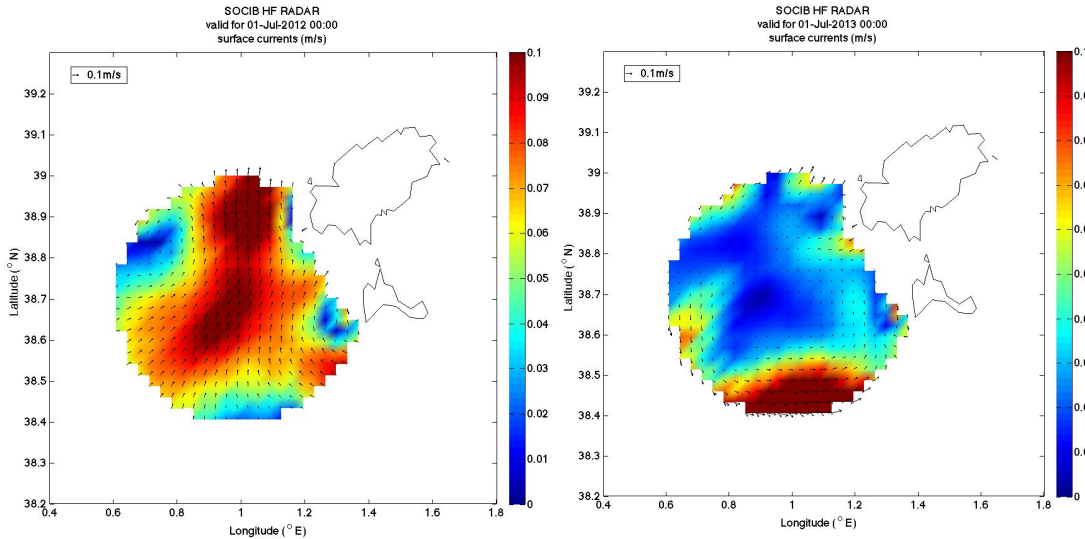 SOCIB HF RADAR
valid for 01-Jul-2012 00:00
surface currents (m/s)
0.1m/s
39.2
39.1
39
38.9
38.8
38.7
38.6
38.5
38.4
38.3
38.2
Latitude (° N)
0.4 0.6 0.8 1 1.2 1.4 1.6 1.8
Longitude (° E)
0.1
0.09
0.08
0.07
0.06
0.05
0.04
0.03
0.02
0.01
0
SOCIB HF RADAR
valid for 01-Jul-2013 00:00
surface currents (m/s)
0.1m/s
39.2
39.1
39
38.9
38.8
38.7
38.6
38.5
38.4
38.3
38.2
Latitude (° N)
0.4 0.6 0.8 1 1.2 1.4 1.6 1.8
Longitude (° E)
0.1
0